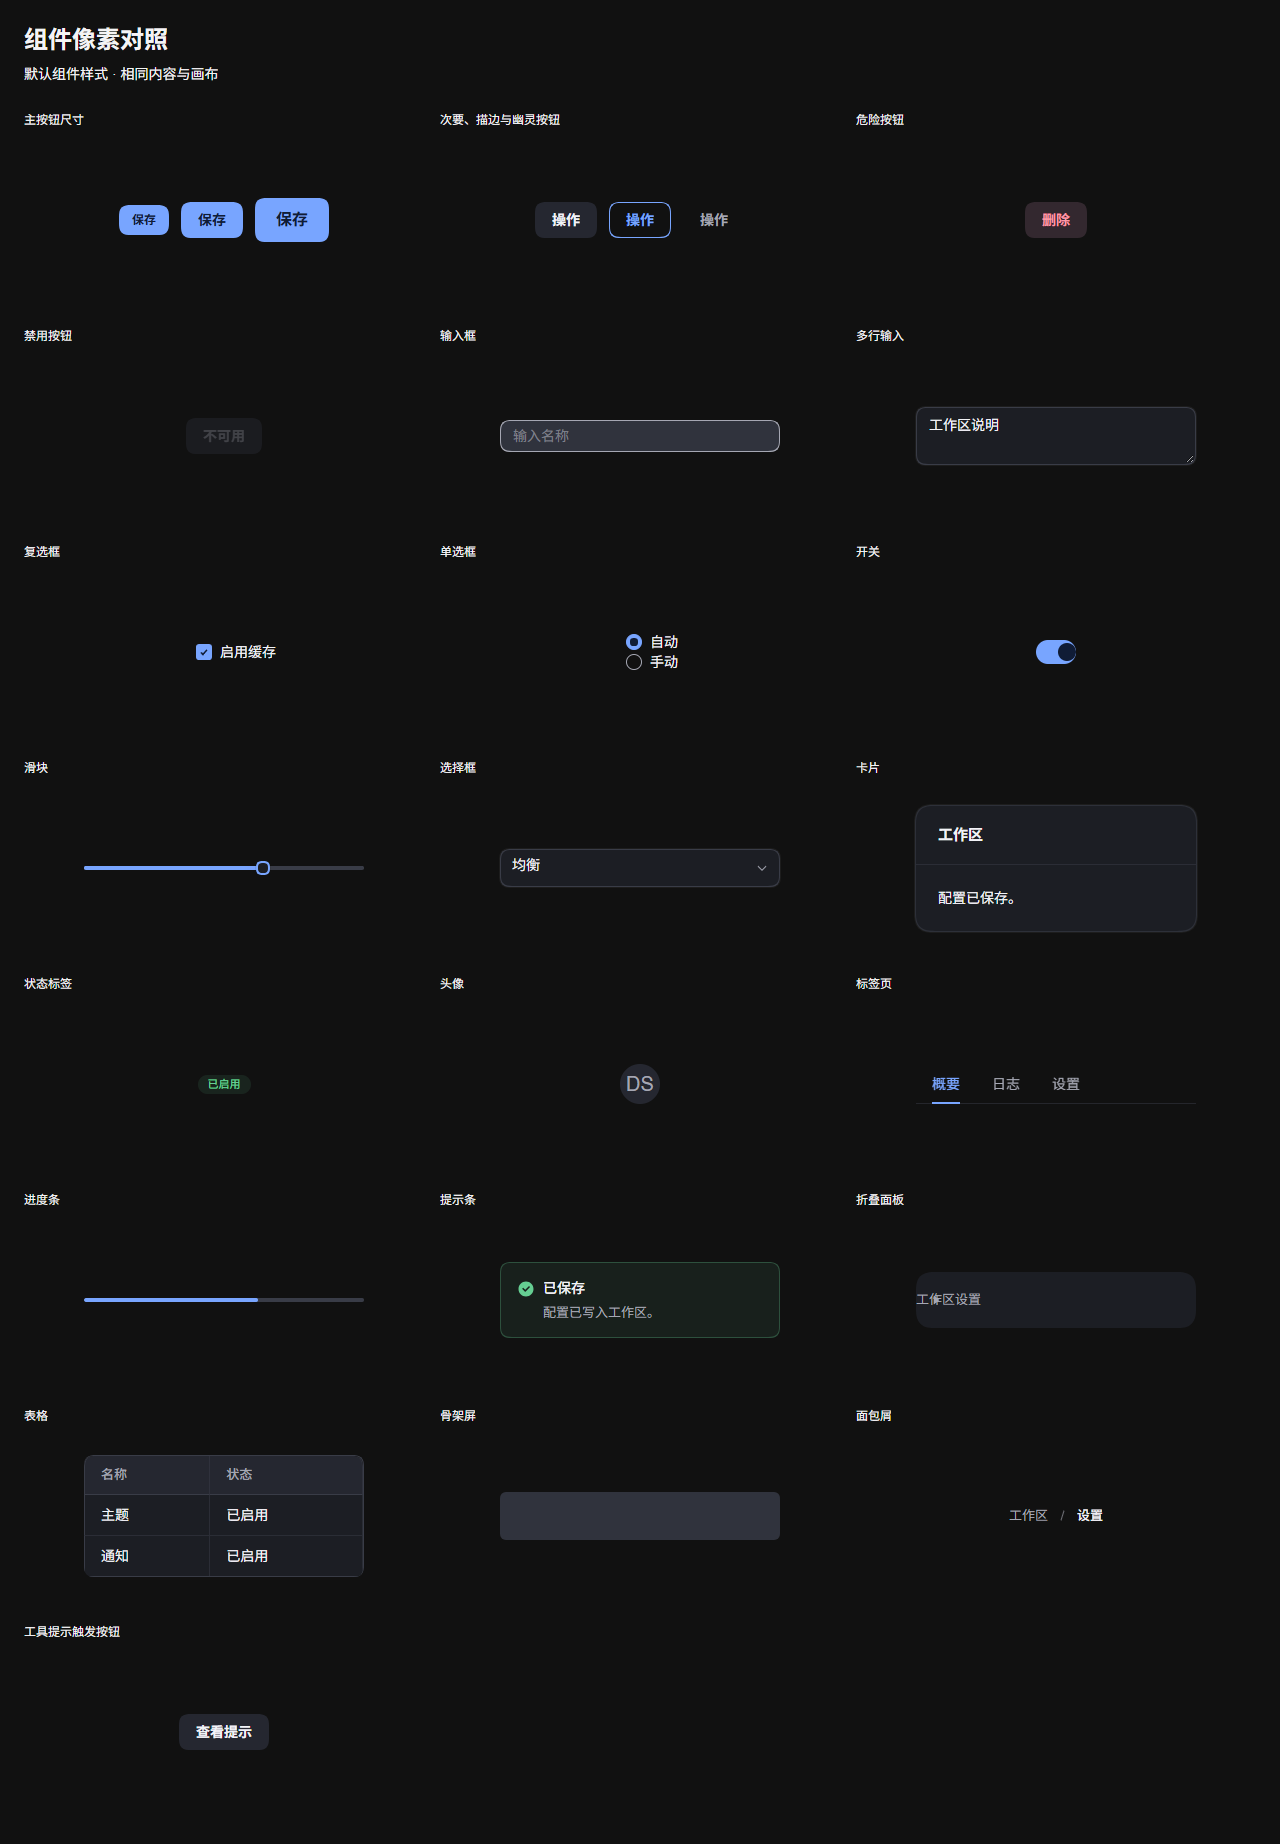 组件像素对照
默认组件样式 · 相同内容与画布
主按钮尺寸
次要、描边与幽灵按钮
危险按钮
保存
保存
保存
操作
操作
操作
删除
禁用按钮
输入框
多行输入
不可用
输入名称
工作区说明
复选框
单选框
开关
启用缓存
自动
手动
滑块
选择框
卡片
均衡
工作区
配置已保存。
状态标签
头像
标签页
已启用
DS
概要
日志
设置
进度条
提示条
折叠面板
已保存
配置已写入工作区。
工作区设置
表格
骨架屏
面包屑
名称
状态
主题
已启用
通知
已启用
工作区 / 设置
工具提示触发按钮
查看提示